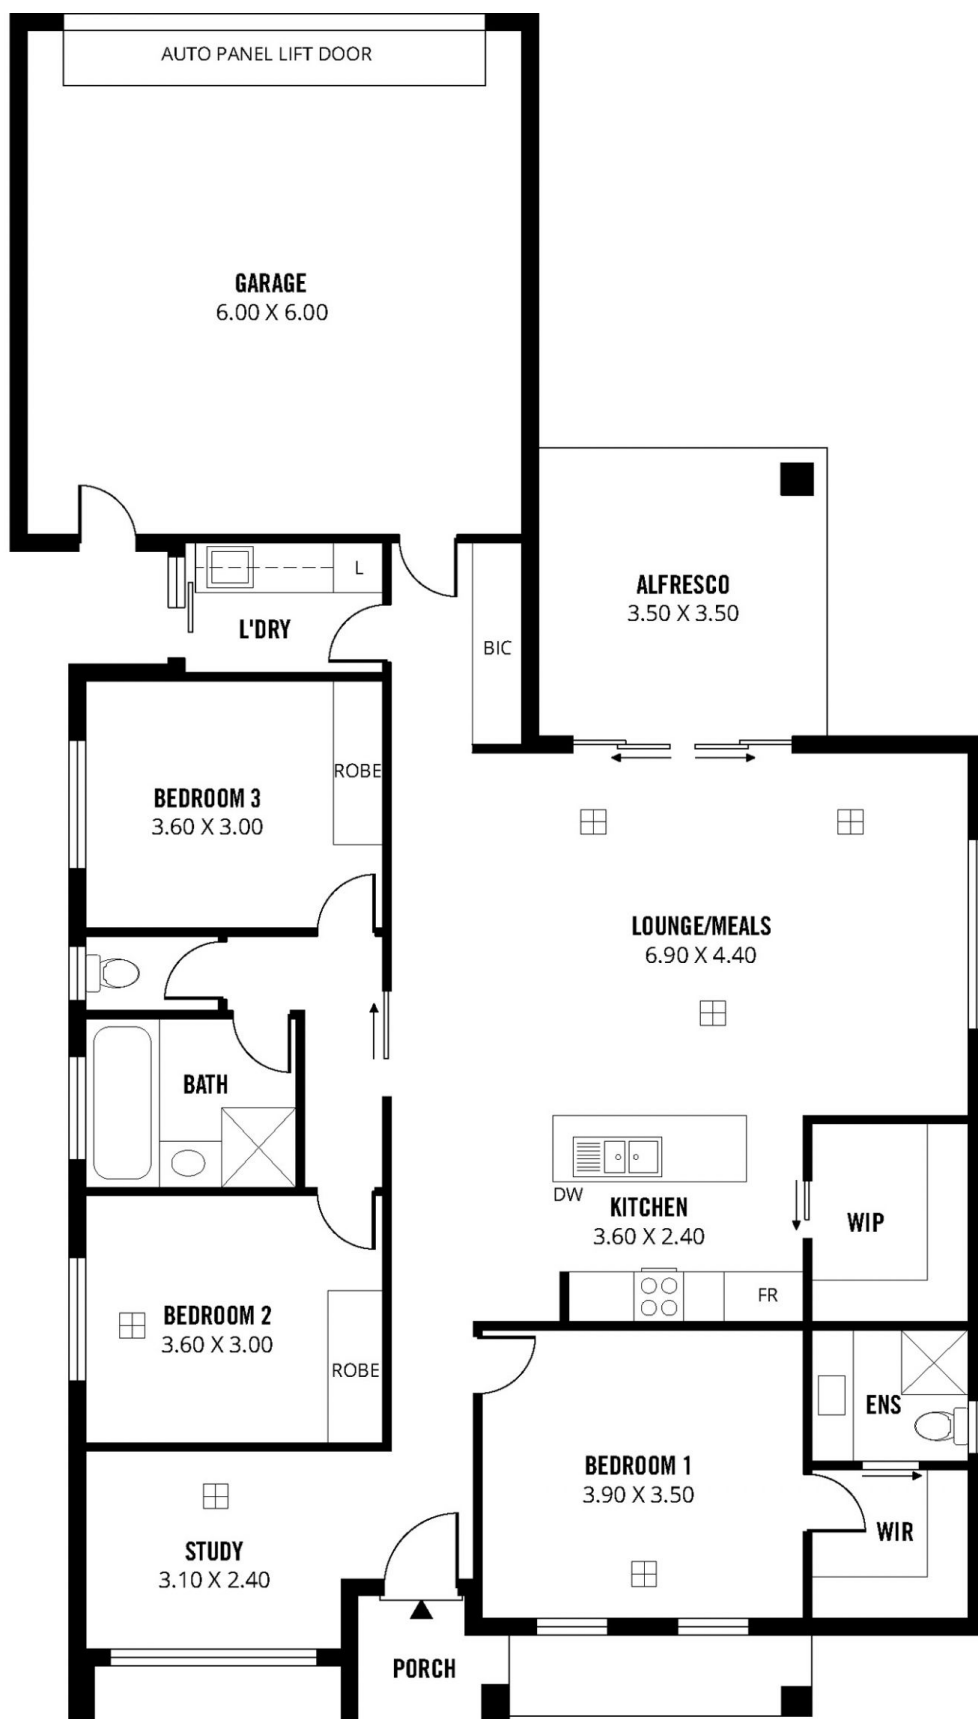 AUTO PANEL LIFT DOOR
GARAGE
6.00 X 6.00
L
L'DRY
BIC
ALFRESCO
3.50 X 3.50
ROBE
BEDROOM 3
3.60 X 3.00
LOUNGE/MEALS
6.90 X 4.40
BATH
DW
KITCHEN
3.60 X 2.40
WIP
FR
BEDROOM 2
3.60 X 3.00
ROBE
ENS
BEDROOM 1
3.90 X 3.50
WIR
STUDY
3.10 X 2.40
PORCH